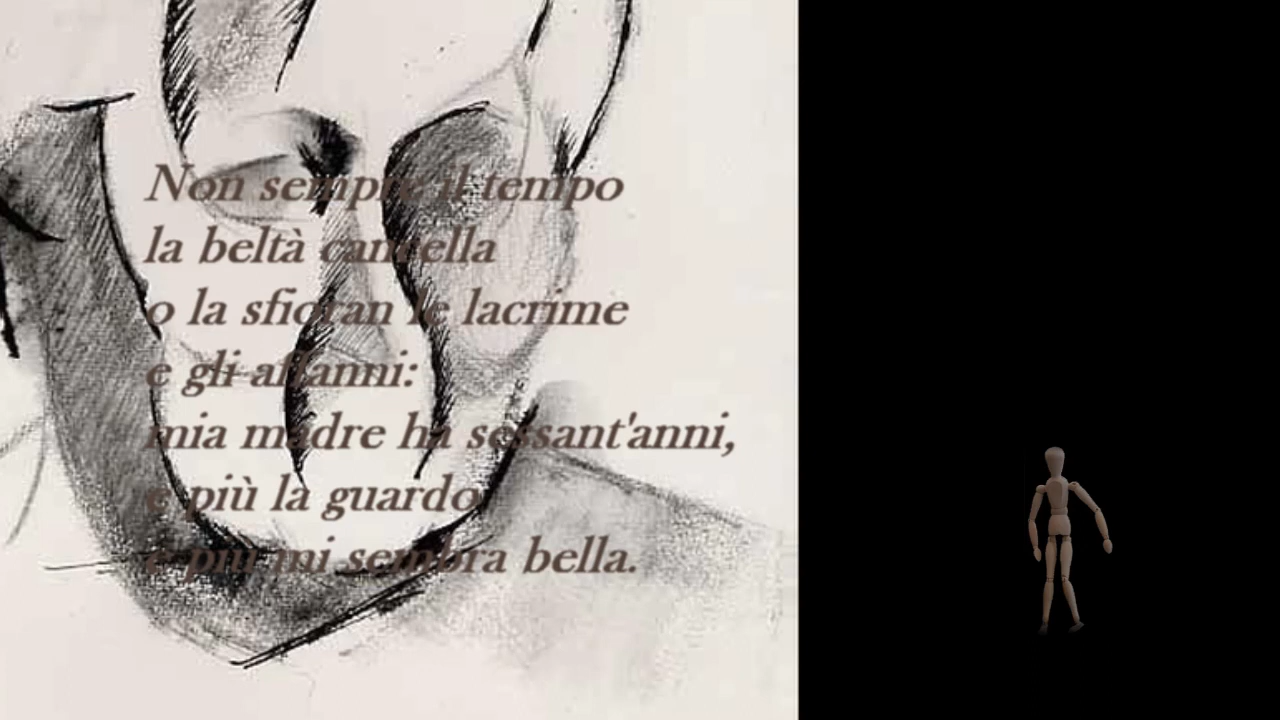 Non sempre il tempo
la beltà cancella
o la sfioran le lacrime
e gli affanni:
mia madre ha sessant'anni,
e più la guardo
e più mi sembra bella.